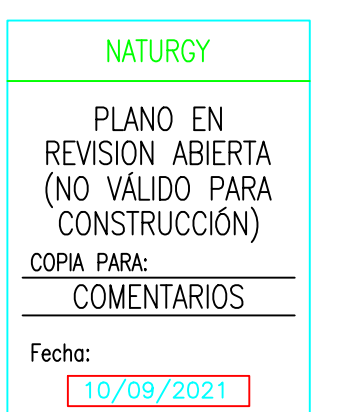 NATURGY
PLANO EN
REVISION ABIERTA
(NO VÁLIDO PARA
CONSTRUCCIÓN)
COPIA PARA:
COMENTARIOS
Fecha:
10/09/2021